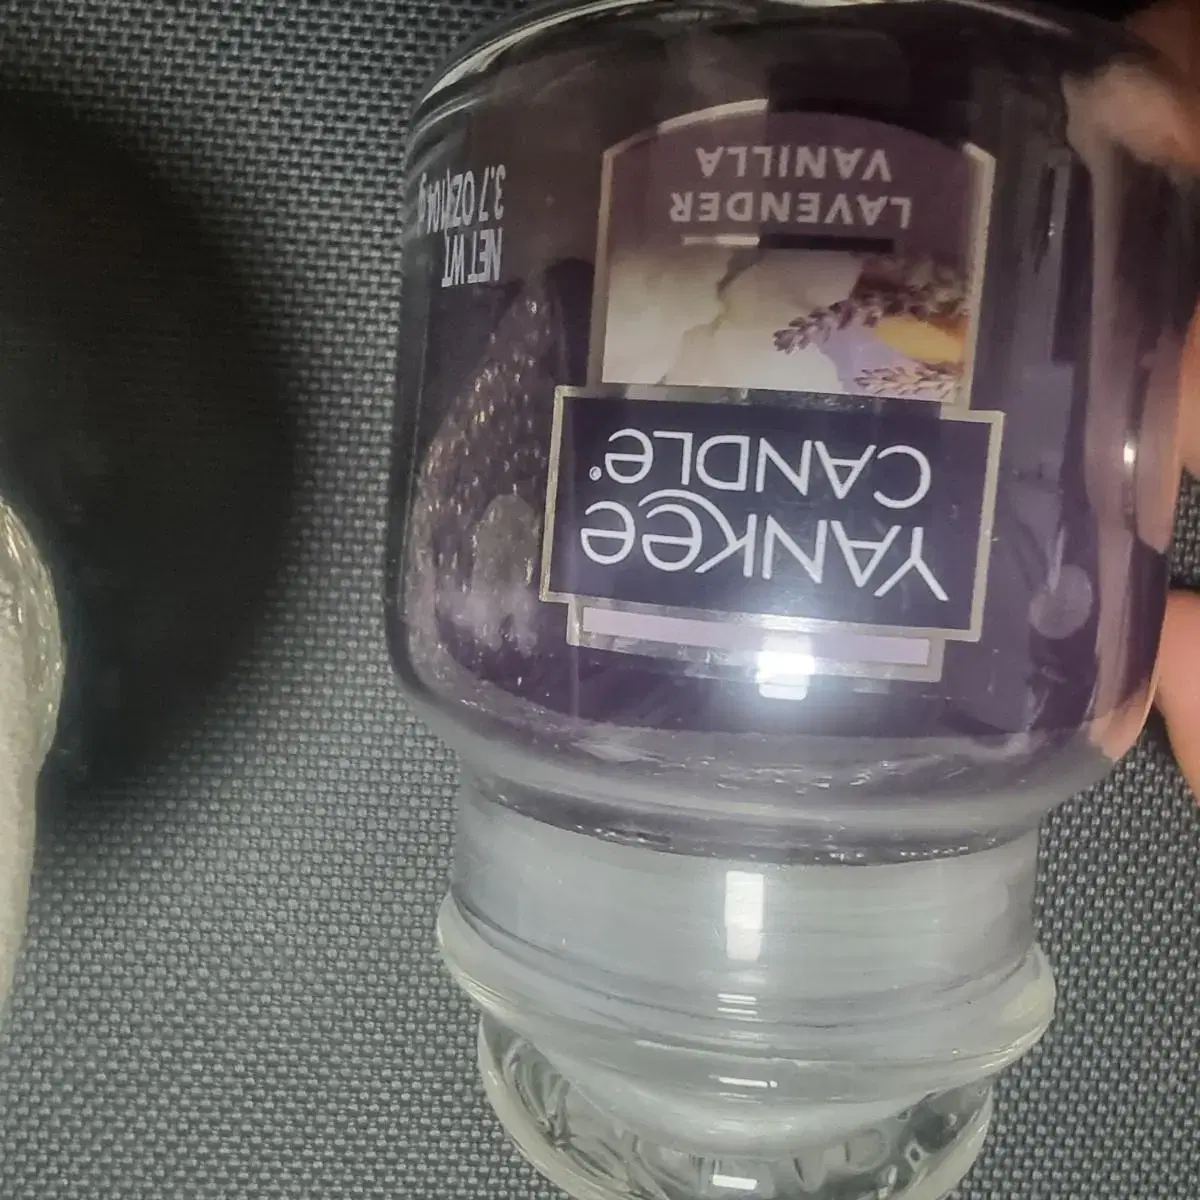 YANKEE
CANDLE®
LAVENDER
VANILLA
NET WT
3.7 OZ (104 g